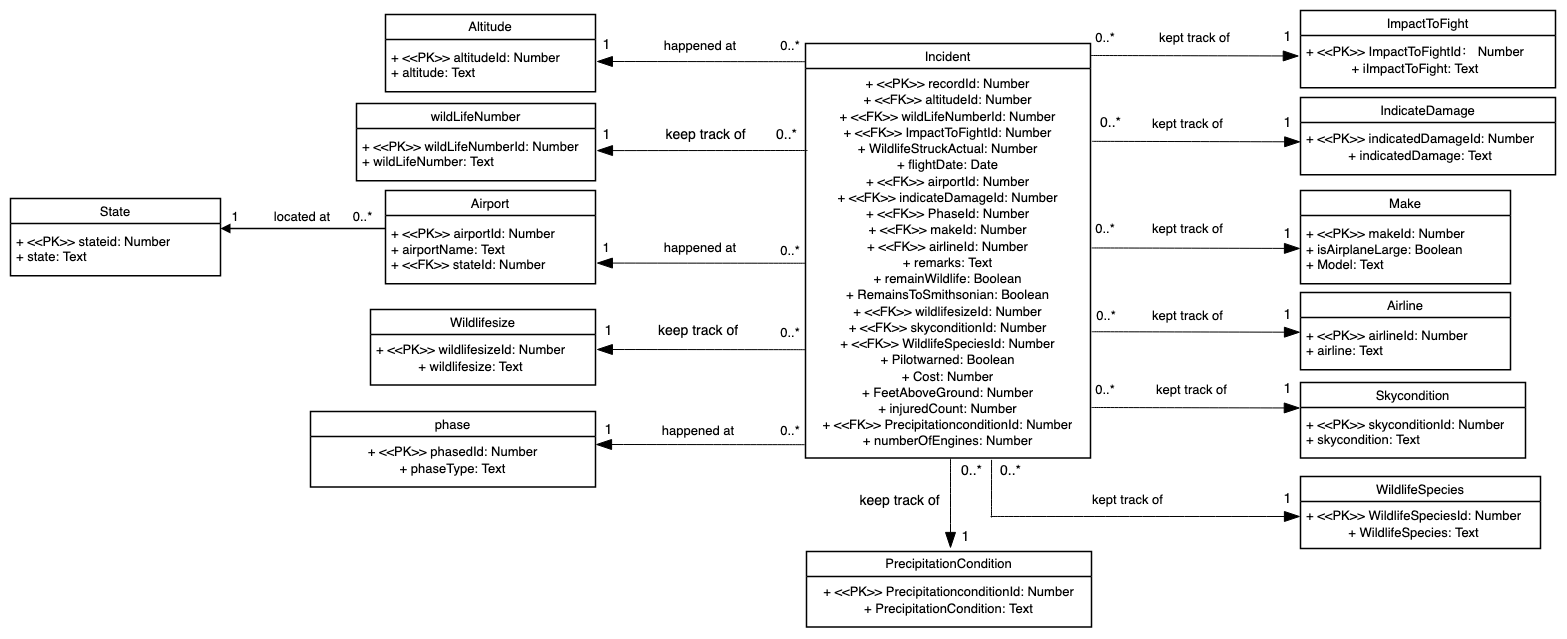 Altitude
+ <<PK>> altitudeId: Number
+ altitude: Text
1
happened at
0..*
wildLifeNumber
+ <<PK>> wildLifeNumberId: Number
+ wildLifeNumber: Text
1
keep track of
0..*
State
+ <<PK>> stateid: Number
+ state: Text
1
located at
0..*
Airport
+ <<PK>> airportId: Number
+ airportName: Text
+ <<FK>> stateId: Number
1
happened at
0..*
Wildlifesize
+ <<PK>> wildlifesizeId: Number
+ wildlifesize: Text
1
keep track of
0..*
phase
+ <<PK>> phasedId: Number
+ phaseType: Text
1
happened at
0..*
Incident
+ <<PK>> recordId: Number
+ <<FK>> altitudeId: Number
+ <<FK>> wildLifeNumberId: Number
+ <<FK>> ImpactToFightId: Number
+ WildlifeStruckActual: Number
+ flightDate: Date
+ <<FK>> airportId: Number
+ <<FK>> indicateDamageId: Number
+ <<FK>> PhaseId: Number
+ <<FK>> makeId: Number
+ <<FK>> airlineId: Number
+ remarks: Text
+ remainWildlife: Boolean
+ RemainsToSmithsonian: Boolean
+ <<FK>> wildlifesizeId: Number
+ <<FK>> skyconditionId: Number
+ <<FK>> WildlifeSpeciesId: Number
+ Pilotwarned: Boolean
+ Cost: Number
+ FeetAboveGround: Number
+ injuredCount: Number
+ <<FK>> PrecipitationconditionId: Number
+ numberOfEngines: Number
0..*
kept track of
1
ImpactToFight
+ <<PK>> ImpactToFightId： Number
+ iImpactToFight: Text
0..*
kept track of
1
IndicateDamage
+ <<PK>> indicatedDamageId: Number
+ indicatedDamage: Text
kept track of
1
Make
+ <<PK>> makeId: Number
+ isAirplaneLarge: Boolean
+ Model: Text
0..*
kept track of
1
Airline
+ <<PK>> airlineId: Number
+ airline: Text
0..*
kept track of
1
Skycondition
+ <<PK>> skyconditionId: Number
+ skycondition: Text
0..*
0..*
keep track of
kept track of
1
WildlifeSpecies
+ <<PK>> WildlifeSpeciesId: Number
+ WildlifeSpecies: Text
1
PrecipitationCondition
+ <<PK>> PrecipitationconditionId: Number
+ PrecipitationCondition: Text